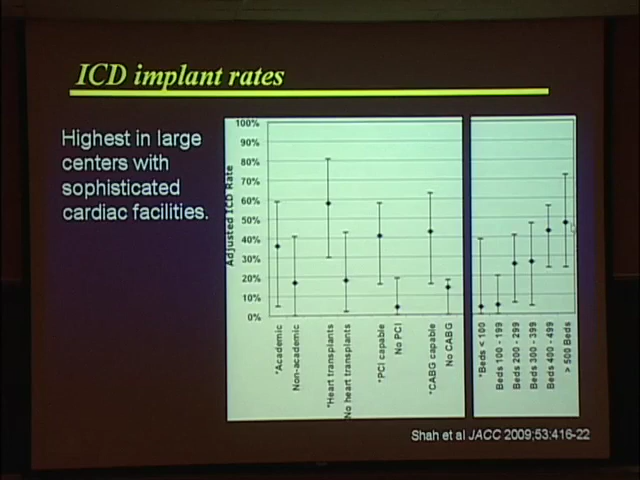 ICD implant rates
Highest in large
centers with
sophisticated
cardiac facilities.
Adjusted ICD Rate
100%
90%
80%
70%
60%
50%
40%
30%
20%
10%
0%
*Academic
Non-academic
*Heart transplants
No heart transplants
*PCI capable
No PCI
*CABG capable
No CABG
*Beds < 100
Beds 100 - 199
Beds 200 - 299
Beds 300 - 399
Beds 400 - 499
> 500 Beds
Shah et al JACC 2009;53:416-22